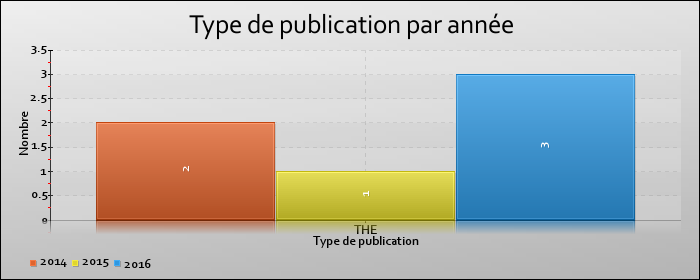 Type de publication par année
Nombre
3.5
3
2.5
2
1.5
1
0.5
0
2
1
3
THE
Type de publication
2014 2015 2016